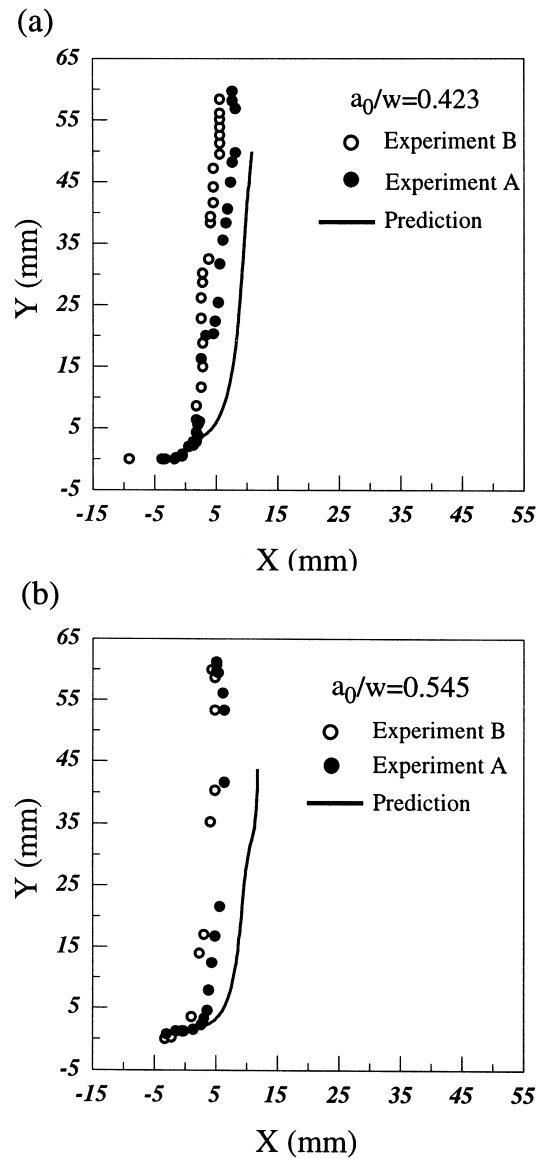 (a)
65
55
45
35
25
15
5
-5
Y (mm)
a0/w=0.423
Experiment B
Experiment A
Prediction
-15 -5 5 15 25 35 45 55
X (mm)
(b)
65
55
45
35
25
15
5
-5
Y (mm)
a0/w=0.545
Experiment B
Experiment A
Prediction
-15 -5 5 15 25 35 45 55
X (mm)